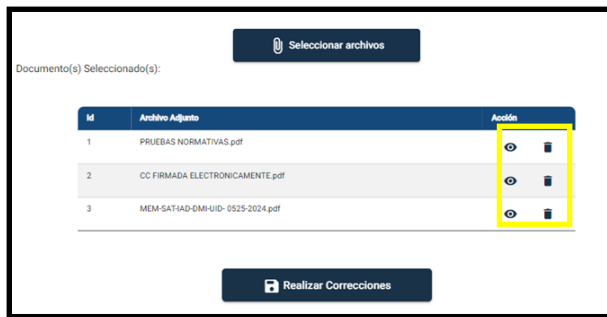 Seleccionar archivos
Documento(s) Seleccionado(s):
Id Archivo Adjunto Acción
1 PRUEBAS NORMATIVAS.pdf
2 CC FIRMADA ELECTRONICAMENTE.pdf
3 MEM-SAT-IAD-DMI-UID- 0525-2024.pdf
Realizar Correcciones